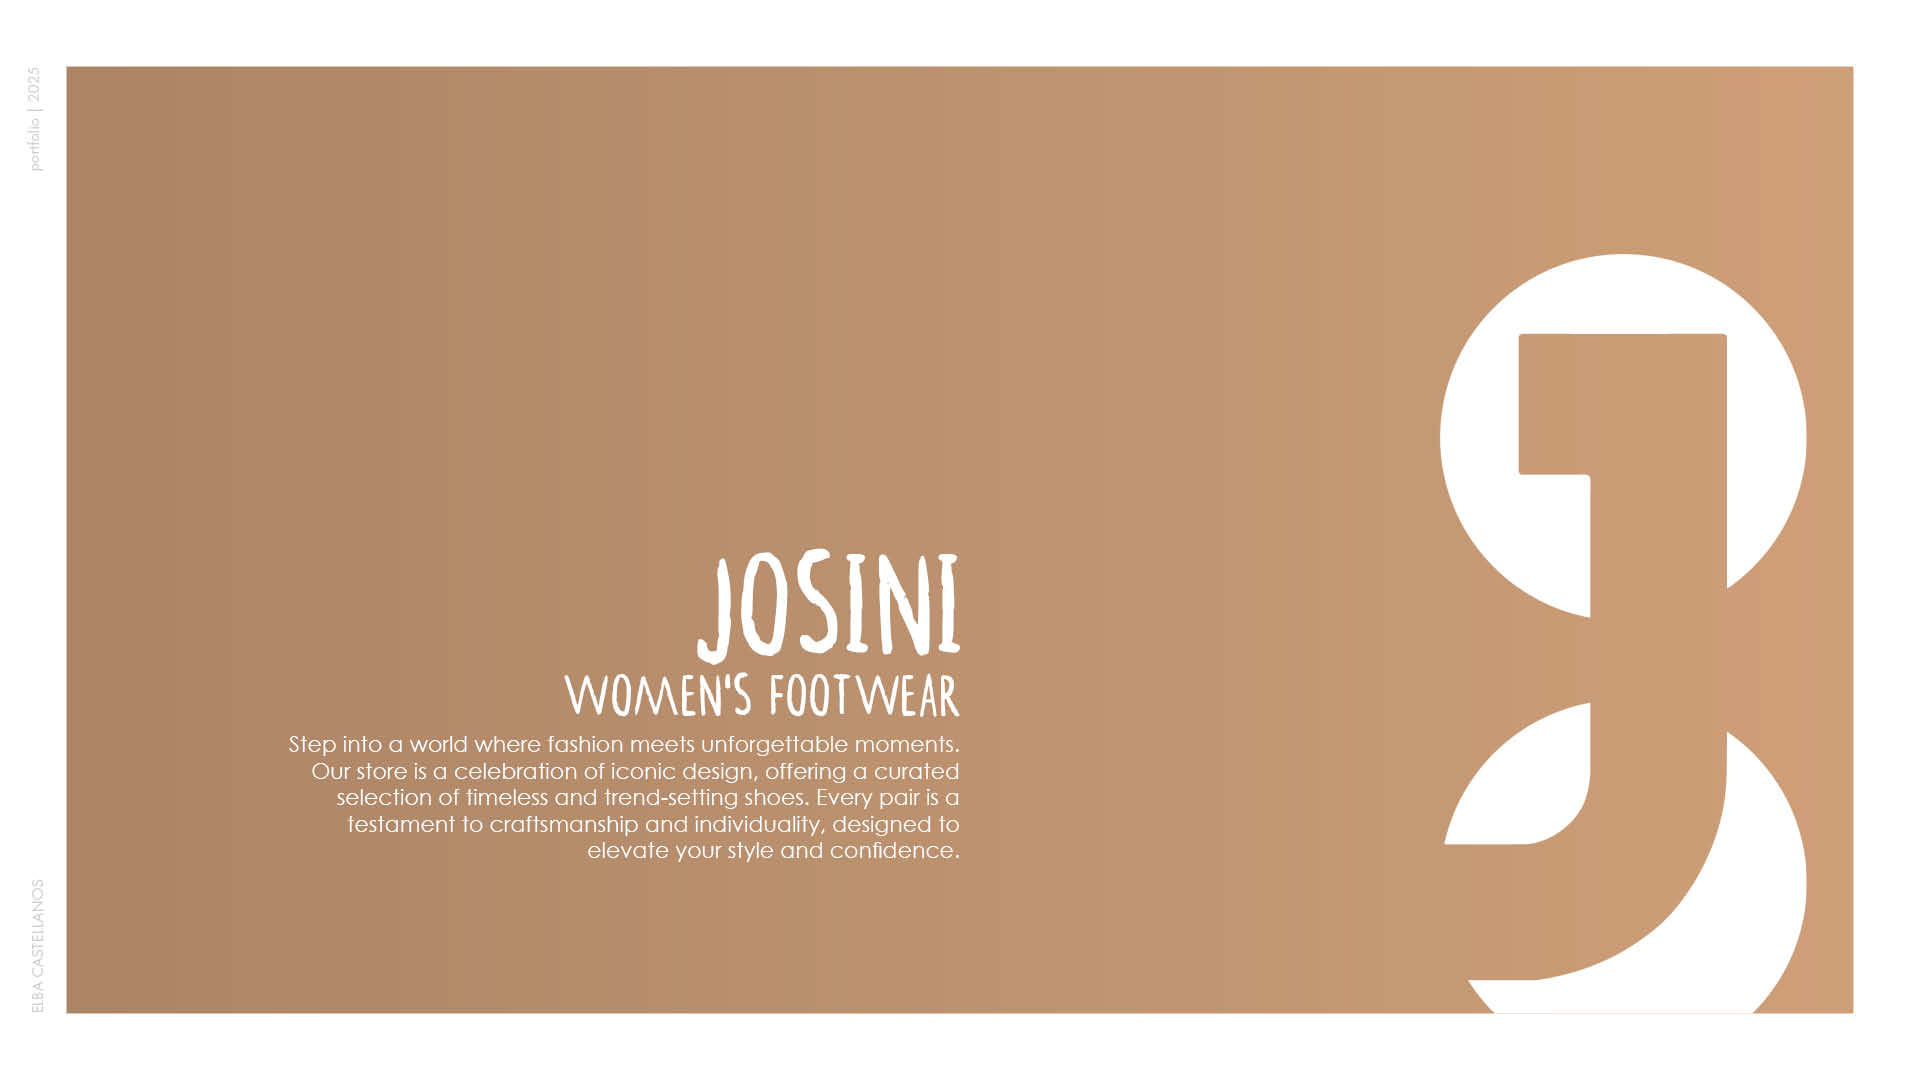 portfolio | 2025
JOSINI
WOMEN'S FOOTWEAR
Step into a world where fashion meets unforgettable moments.
Our store is a celebration of iconic design, offering a curated
selection of timeless and trend-setting shoes. Every pair is a
testament to craftsmanship and individuality, designed to
elevate your style and confidence.
J
ELBA CASTELLANOS